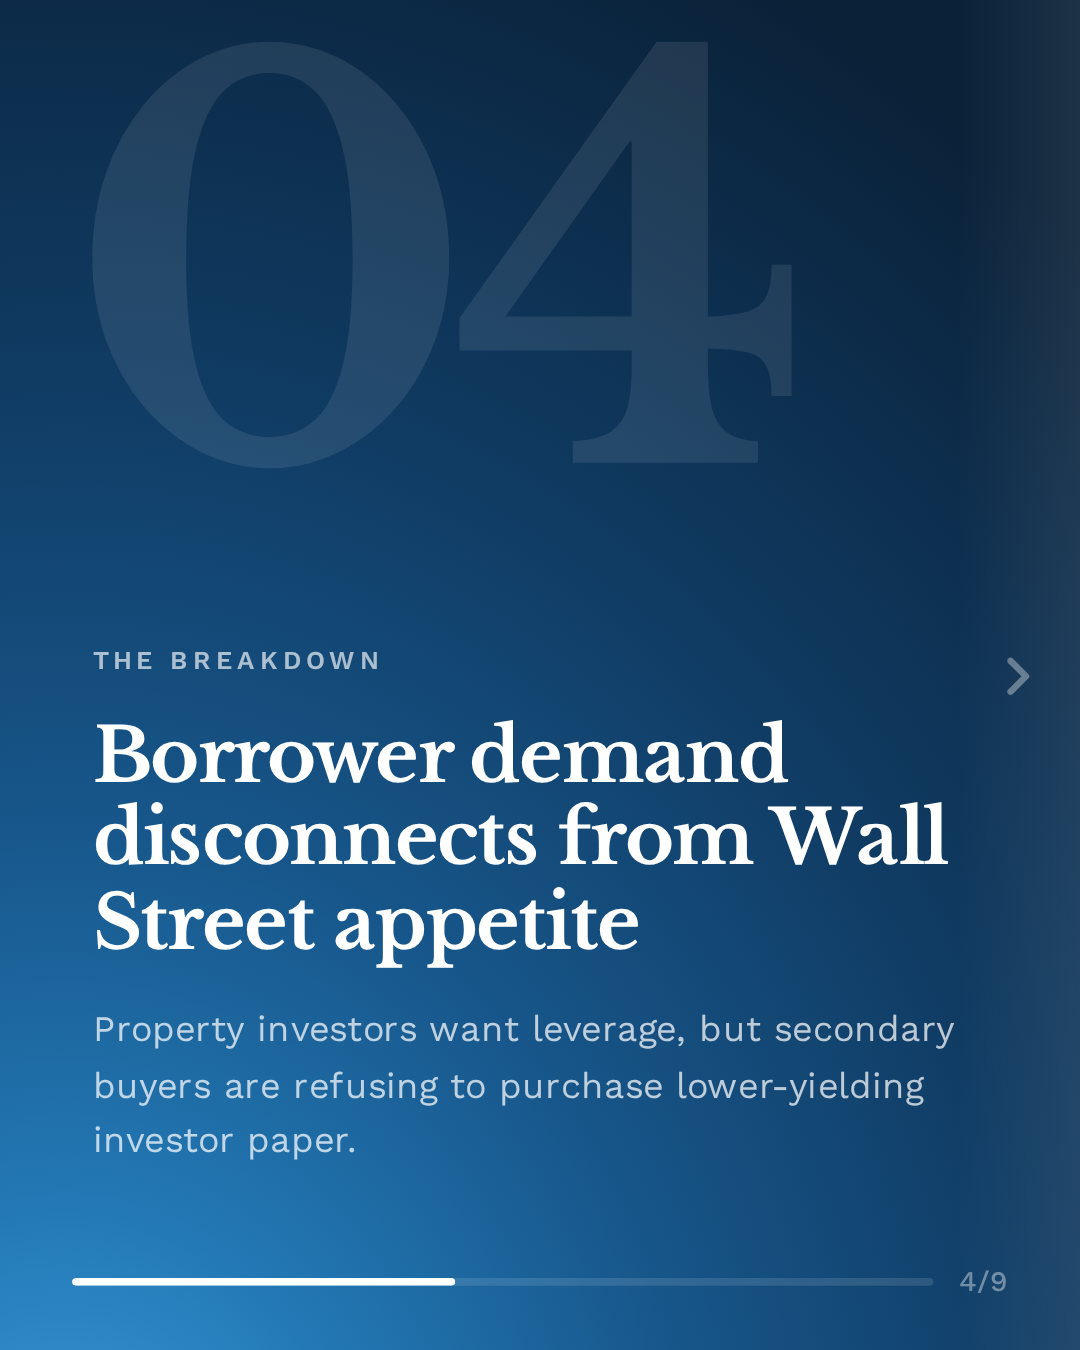 04
THE BREAKDOWN
Borrower demand
disconnects from Wall
Street appetite
Property investors want leverage, but secondary
buyers are refusing to purchase lower-yielding
investor paper.
4/9